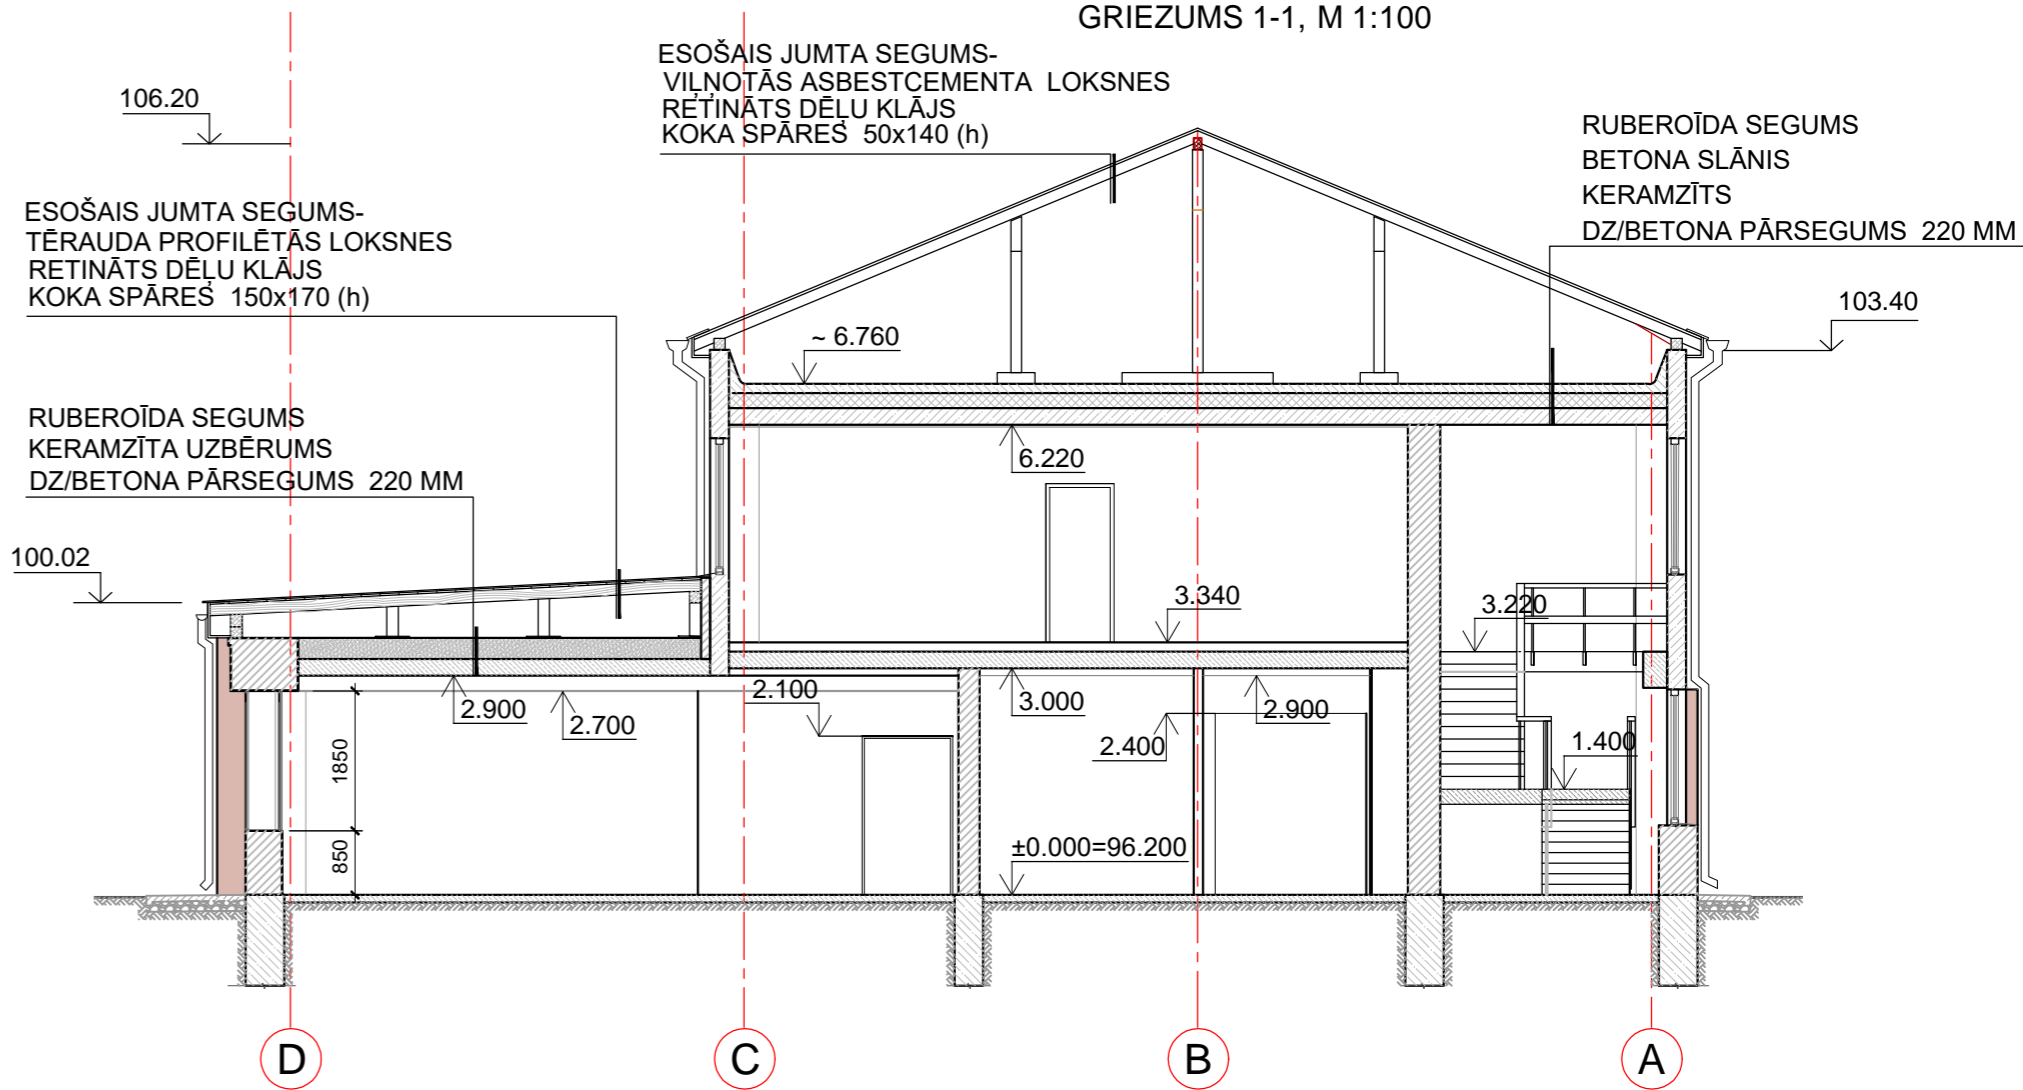 GRIEZUMS 1-1, M 1:100
ESOŠAIS JUMTA SEGUMS-
VIĻŅOTĀS ASBESTCEMENTA LOKSNES
RETINĀTS DĒĻU KLĀJS
KOKA SPĀRES 50x140 (h)
106.20
RUBEROĪDA SEGUMS
BETONA SLĀNIS
KERAMZĪTS
DZ/BETONA PĀRSEGUMS 220 MM
ESOŠAIS JUMTA SEGUMS-
TĒRAUDA PROFILĒTĀS LOKSNES
RETINĀTS DĒĻU KLĀJS
KOKA SPĀRES 150x170 (h)
103.40
~ 6.760
RUBEROĪDA SEGUMS
KERAMZĪTA UZBĒRUMS
DZ/BETONA PĀRSEGUMS 220 MM
6.220
100.02
3.340
3.220
2.900
2.700
2.100
3.000
2.400
2.900
1.400
1850
850
±0.000=96.200
D
C
B
A